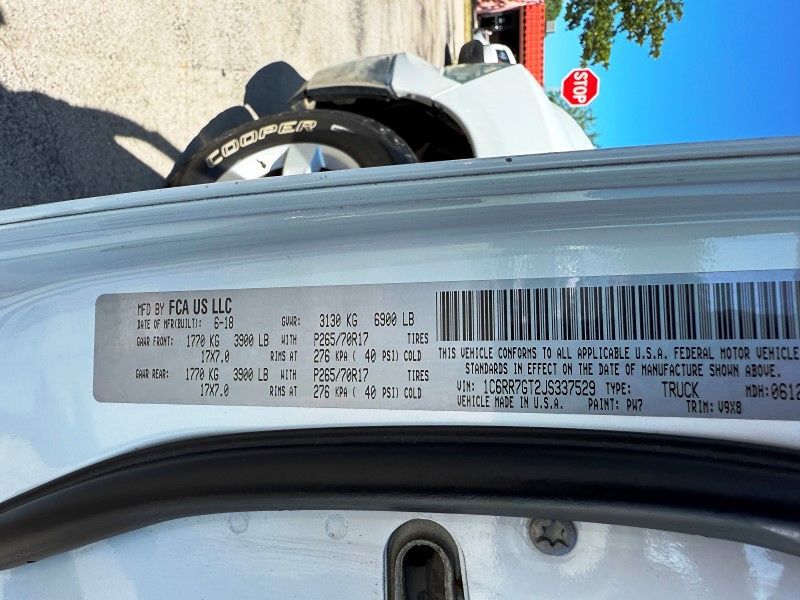 STOP
COOPER
MFD BY FCA US LLC
DATE OF MFR(BUILT): 6-18 GVWR: 3130 KG 6900 LB
GAWR FRONT: 1770 KG 3900 LB WITH P265/70R17 TIRES
17X7.0 RIMS AT 276 KPA ( 40 PSI) COLD
GAWR REAR: 1770 KG 3900 LB WITH P265/70R17 TIRES
17X7.0 RIMS AT 276 KPA ( 40 PSI) COLD
THIS VEHICLE CONFORMS TO ALL APPLICABLE U.S.A. FEDERAL MOTOR VEHICLE
STANDARDS IN EFFECT ON THE DATE OF MANUFACTURE SHOWN ABOVE.
VIN: 1C6RR7GT2JS337529 TYPE: TRUCK MDH:0612
VEHICLE MADE IN U.S.A. PAINT: PW7 TRIM: V9X8